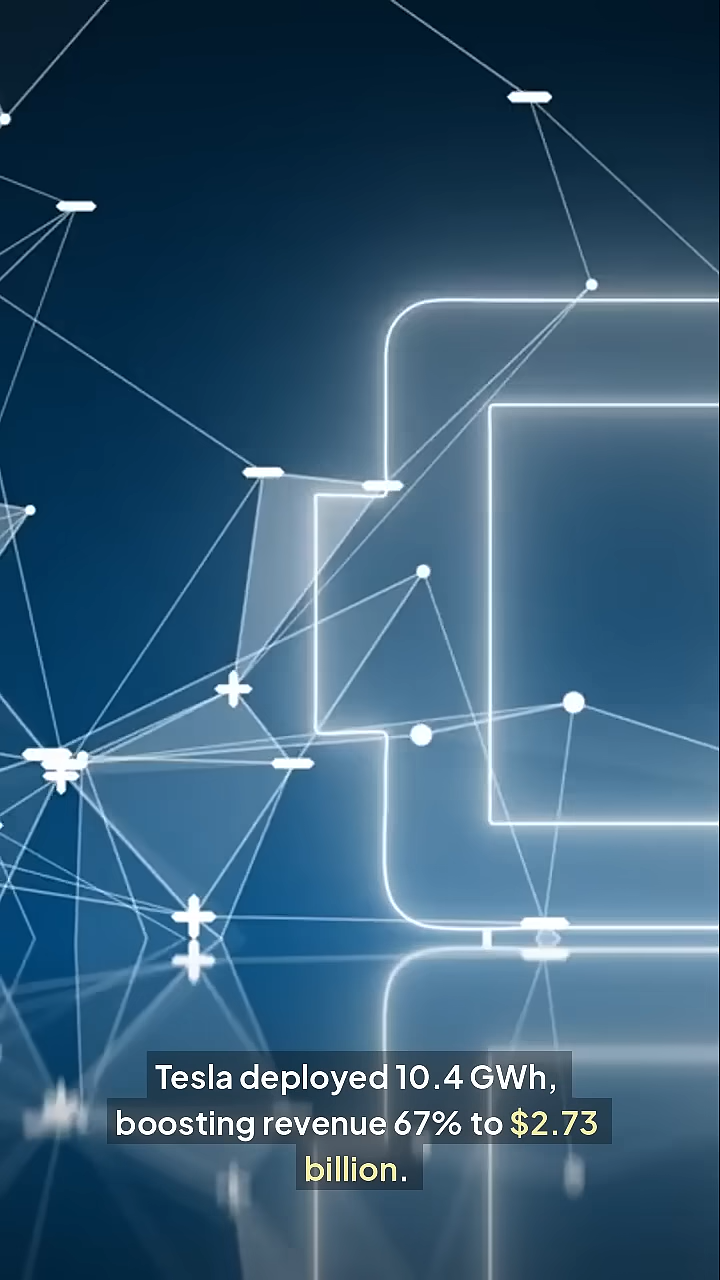 Tesla deployed 10.4 GWh,
boosting revenue 67% to $2.73
billion.